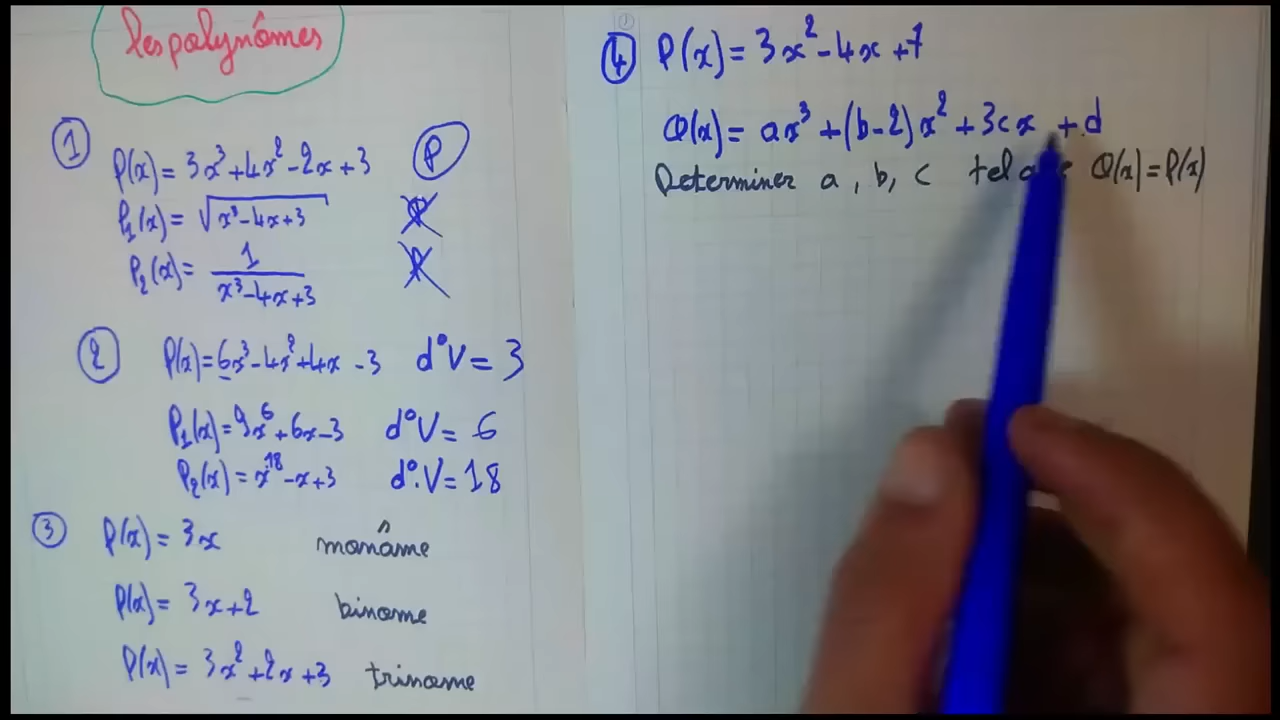 les polynômes
① P(x) = 3x³ + 4x² - 2x + 3 P
P₁(x) = √(x³ - 4x + 3) P
P₂(x) = 1/(x³ - 4x + 3) P
② P(x) = 6x³ - 4x² + 4x - 3 d°V = 3
P₁(x) = 9x⁶ + 6x - 3 d°V = 6
P₂(x) = x¹⁸ - x + 3 d°.V = 18
③ P(x) = 3x monôme
P(x) = 3x + 2 binome
P(x) = 3x² + 2x + 3 trinome
④ P(x) = 3x² - 4x + 7
Q(x) = ax³ + (b - 2)x² + 3cx + d
Determiner a, b, c tel Q(x) = P(x)